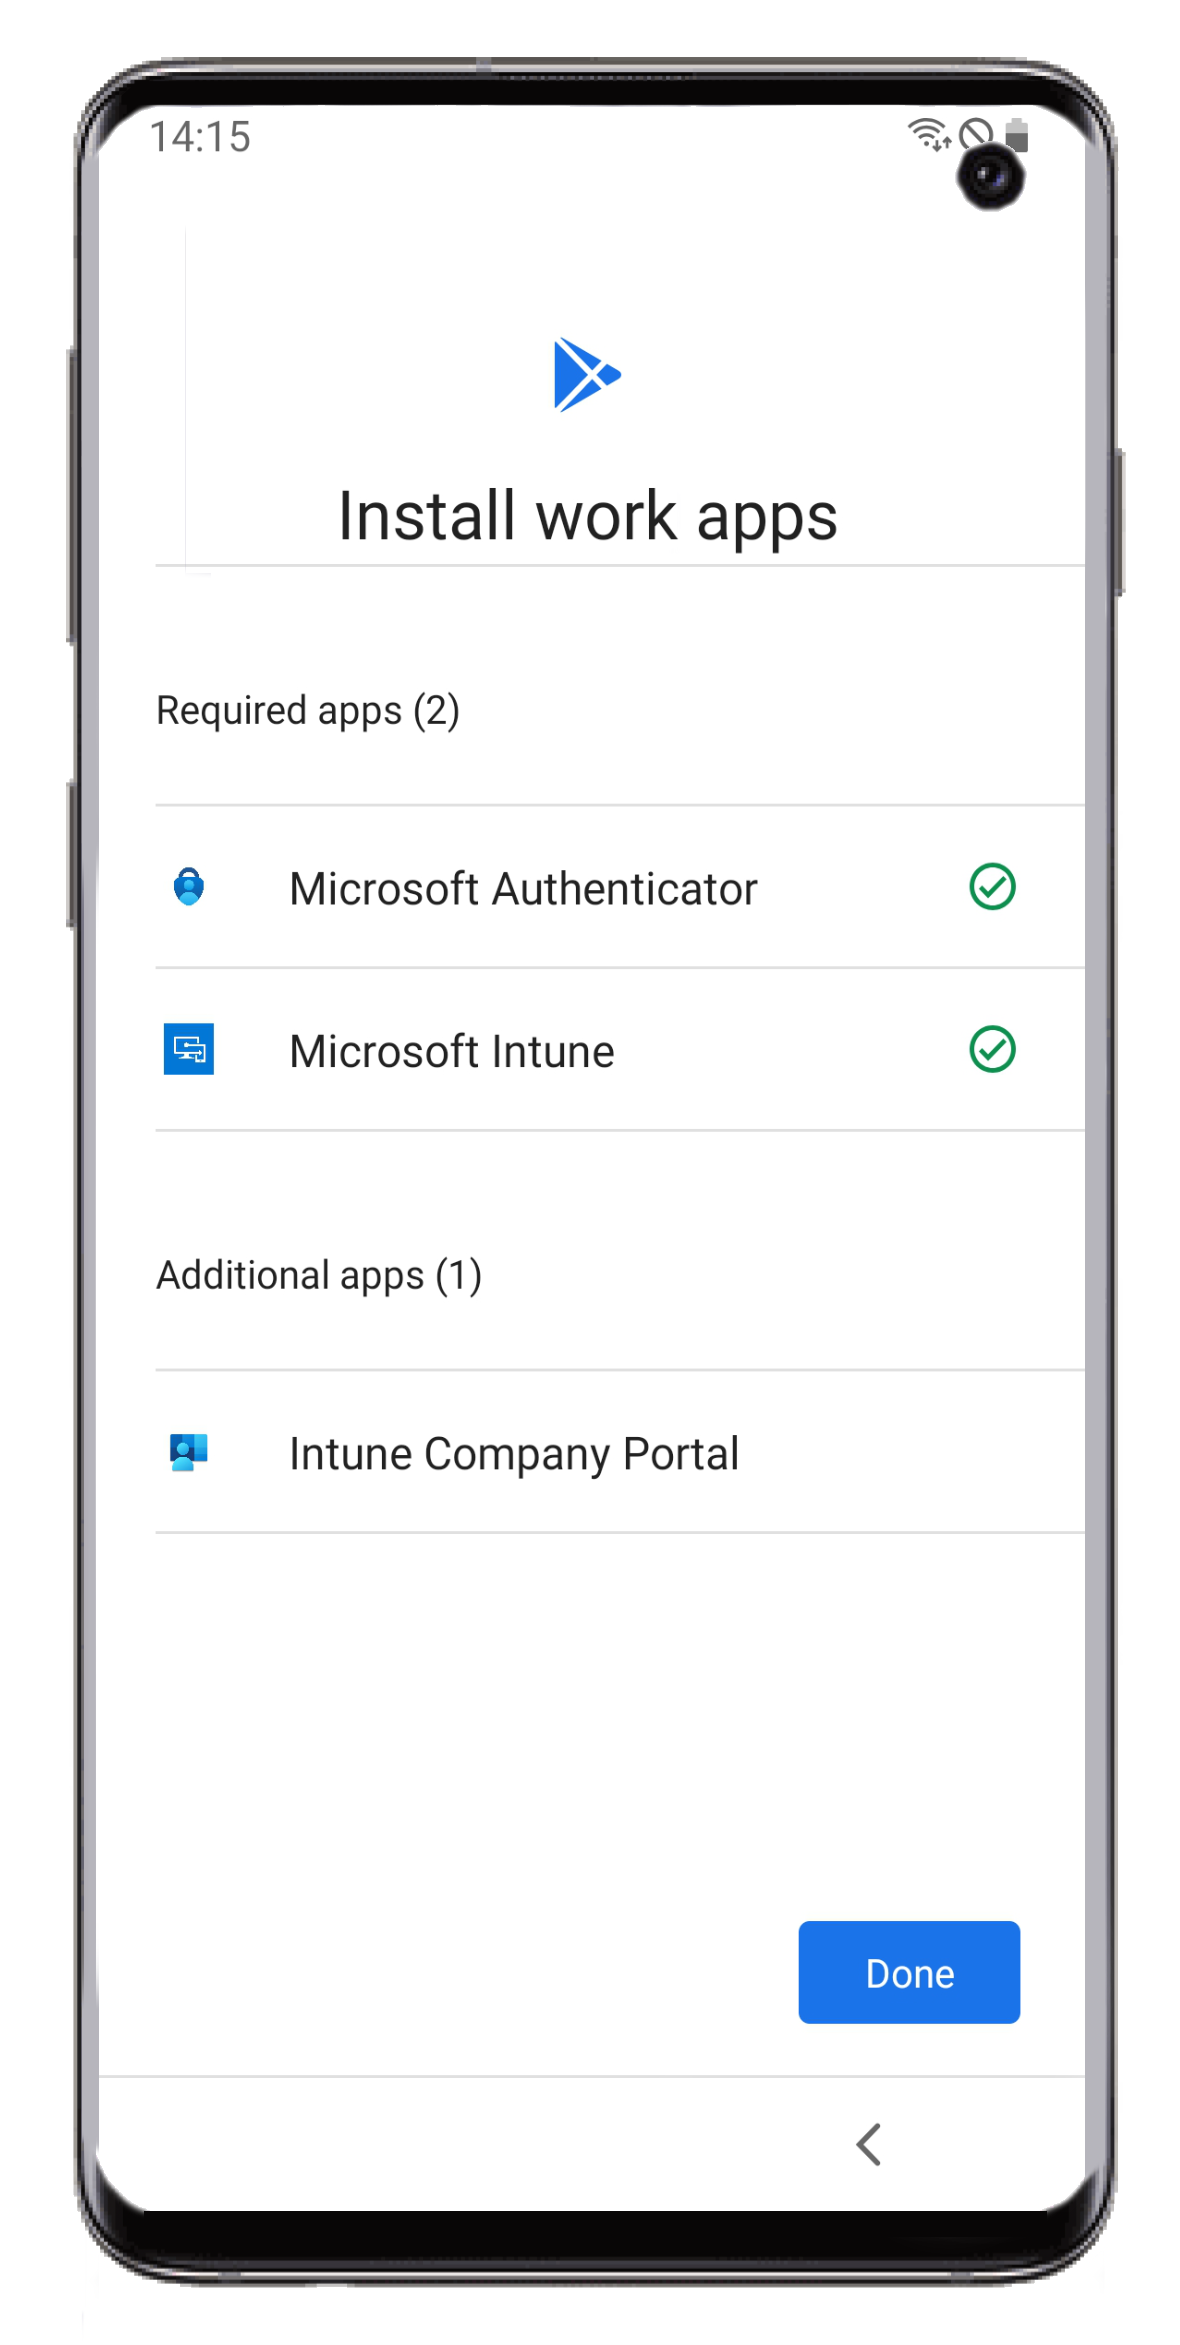 14:15
Install work apps
Required apps (2)
Microsoft Authenticator
Microsoft Intune
Additional apps (1)
Intune Company Portal
Done